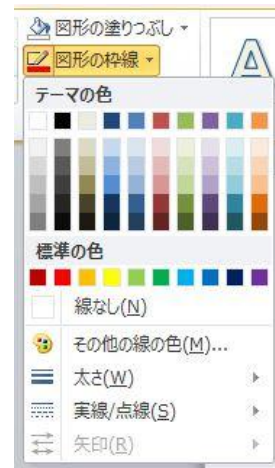 図形の塗りつぶし
図形の枠線
A
テーマの色
標準の色
線なし(N)
その他の線の色(M)...
太さ(W)
実線/点線(S)
矢印(R)